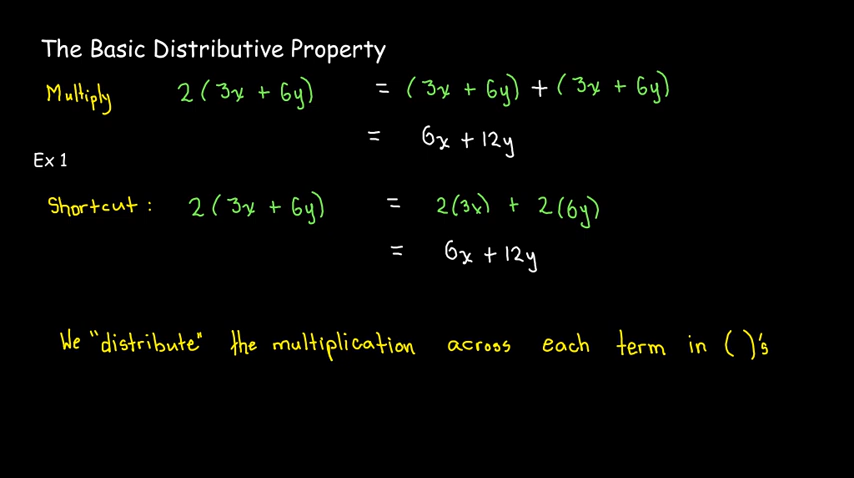 The Basic Distributive Property
Multiply 2(3x + 6y) = (3x + 6y) + (3x + 6y)
= 6x + 12y
Ex 1
Shortcut: 2(3x + 6y) = 2(3x) + 2(6y)
= 6x + 12y
We "distribute" the multiplication across each term in ( )'s